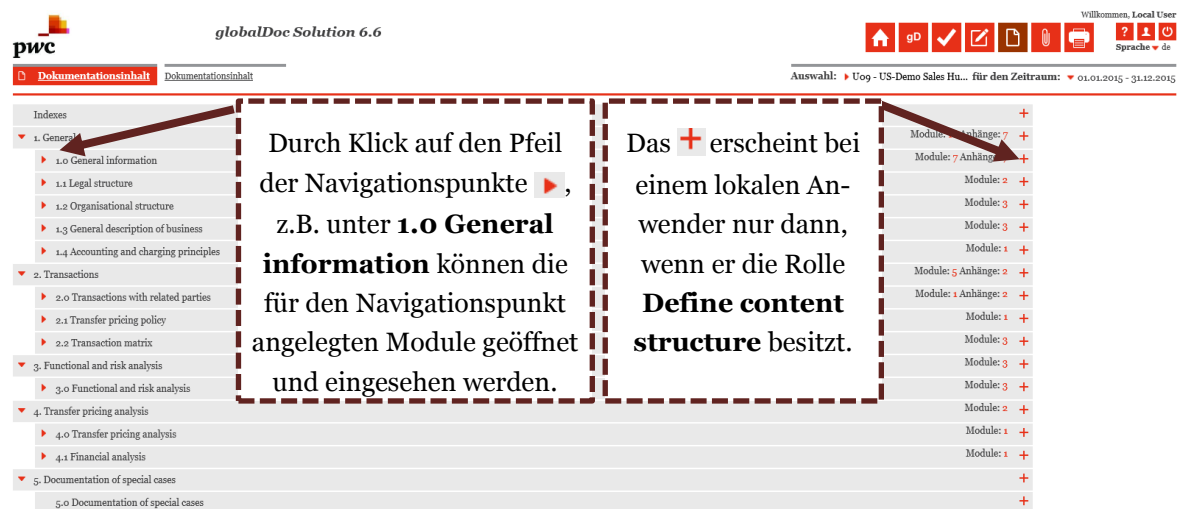 Willkommen, Local User
pwc
globalDoc Solution 6.6
gD
?
Sprache de
Dokumentationsinhalt Dokumentationsinhalt
Auswahl: U09 - US-Demo Sales Hu... für den Zeitraum: 01.01.2015 - 31.12.2015
Indexes +
1. General Module: Anhänge: 7 +
1.0 General information Module: 7 Anhänge: +
1.1 Legal structure Module: 2 +
1.2 Organisational structure Module: 3 +
1.3 General description of business Module: 3 +
1.4 Accounting and charging principles Module: 1 +
2. Transactions Module: 5 Anhänge: 2 +
2.0 Transactions with related parties Module: 1 Anhänge: 2 +
2.1 Transfer pricing policy Module: 1 +
2.2 Transaction matrix Module: 3 +
3. Functional and risk analysis Module: 3 +
3.0 Functional and risk analysis Module: 3 +
4. Transfer pricing analysis Module: 2 +
4.0 Transfer pricing analysis Module: 1 +
4.1 Financial analysis Module: 1 +
5. Documentation of special cases +
5.0 Documentation of special cases +
Durch Klick auf den Pfeil
der Navigationspunkte ,
z.B. unter 1.0 General
information können die
für den Navigationspunkt
angelegten Module geöffnet
und eingesehen werden.
Das + erscheint bei
einem lokalen An-
wender nur dann,
wenn er die Rolle
Define content
structure besitzt.